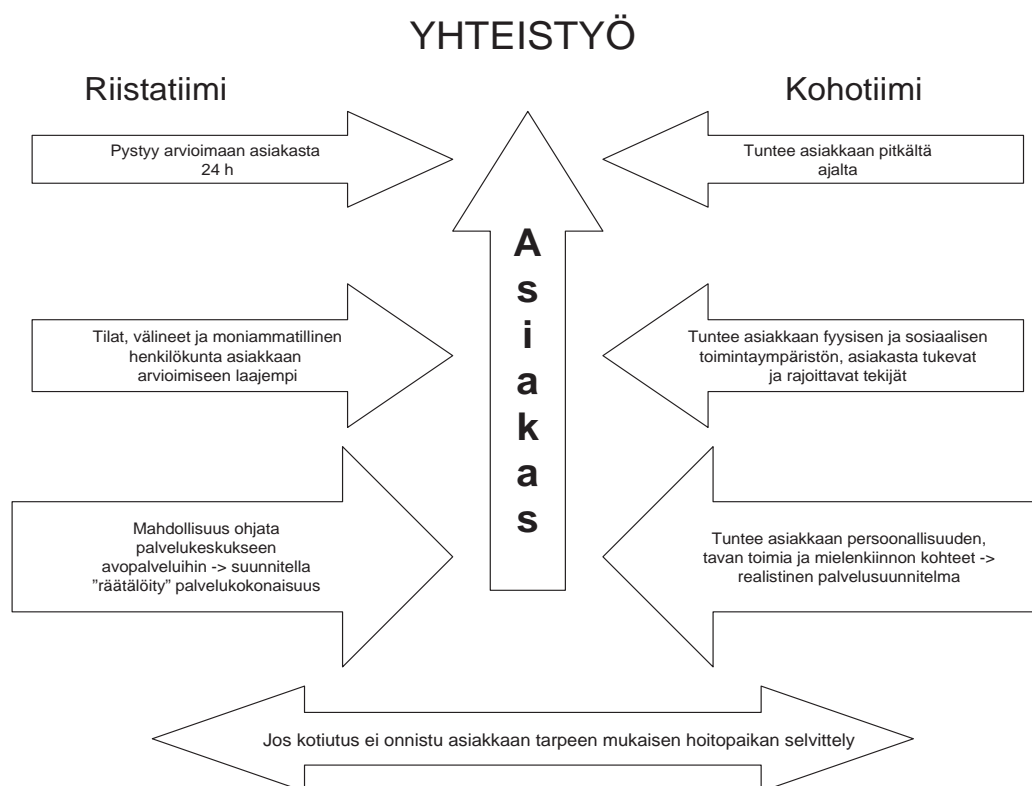 YHTEISTYÖ
Riistatiimi
Kohotiimi
Pystyy arvioimaan asiakasta
24 h
Tuntee asiakkaan pitkältä
ajalta
Asiakas
Tilat, välineet ja moniammatillinen
henkilökunta asiakkaan
arvioimiseen laajempi
Tuntee asiakkaan fyysisen ja sosiaalisen
toimintaympäristön, asiakasta tukevat
ja rajoittavat tekijät
Mahdollisuus ohjata
palvelukeskukseen
avopalveluihin -> suunnitella
”räätälöity” palvelukokonaisuus
Tuntee asiakkaan persoonallisuuden,
tavan toimia ja mielenkiinnon kohteet ->
realistinen palvelusuunnitelma
Jos kotiutus ei onnistu asiakkaan tarpeen mukaisen hoitopaikan selvittely